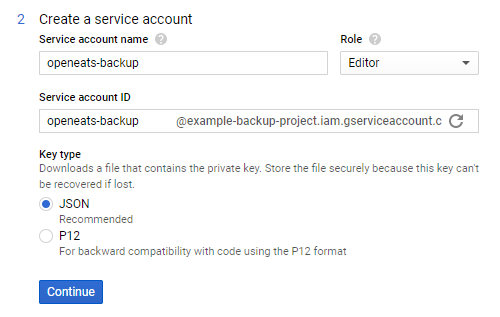 2 Create a service account
Service account name ? Role ?
openeats-backup Editor
Service account ID
openeats-backup @example-backup-project.iam.gserviceaccount.c
Key type
Downloads a file that contains the private key. Store the file securely because this key can't
be recovered if lost.
JSON
Recommended
P12
For backward compatibility with code using the P12 format
Continue